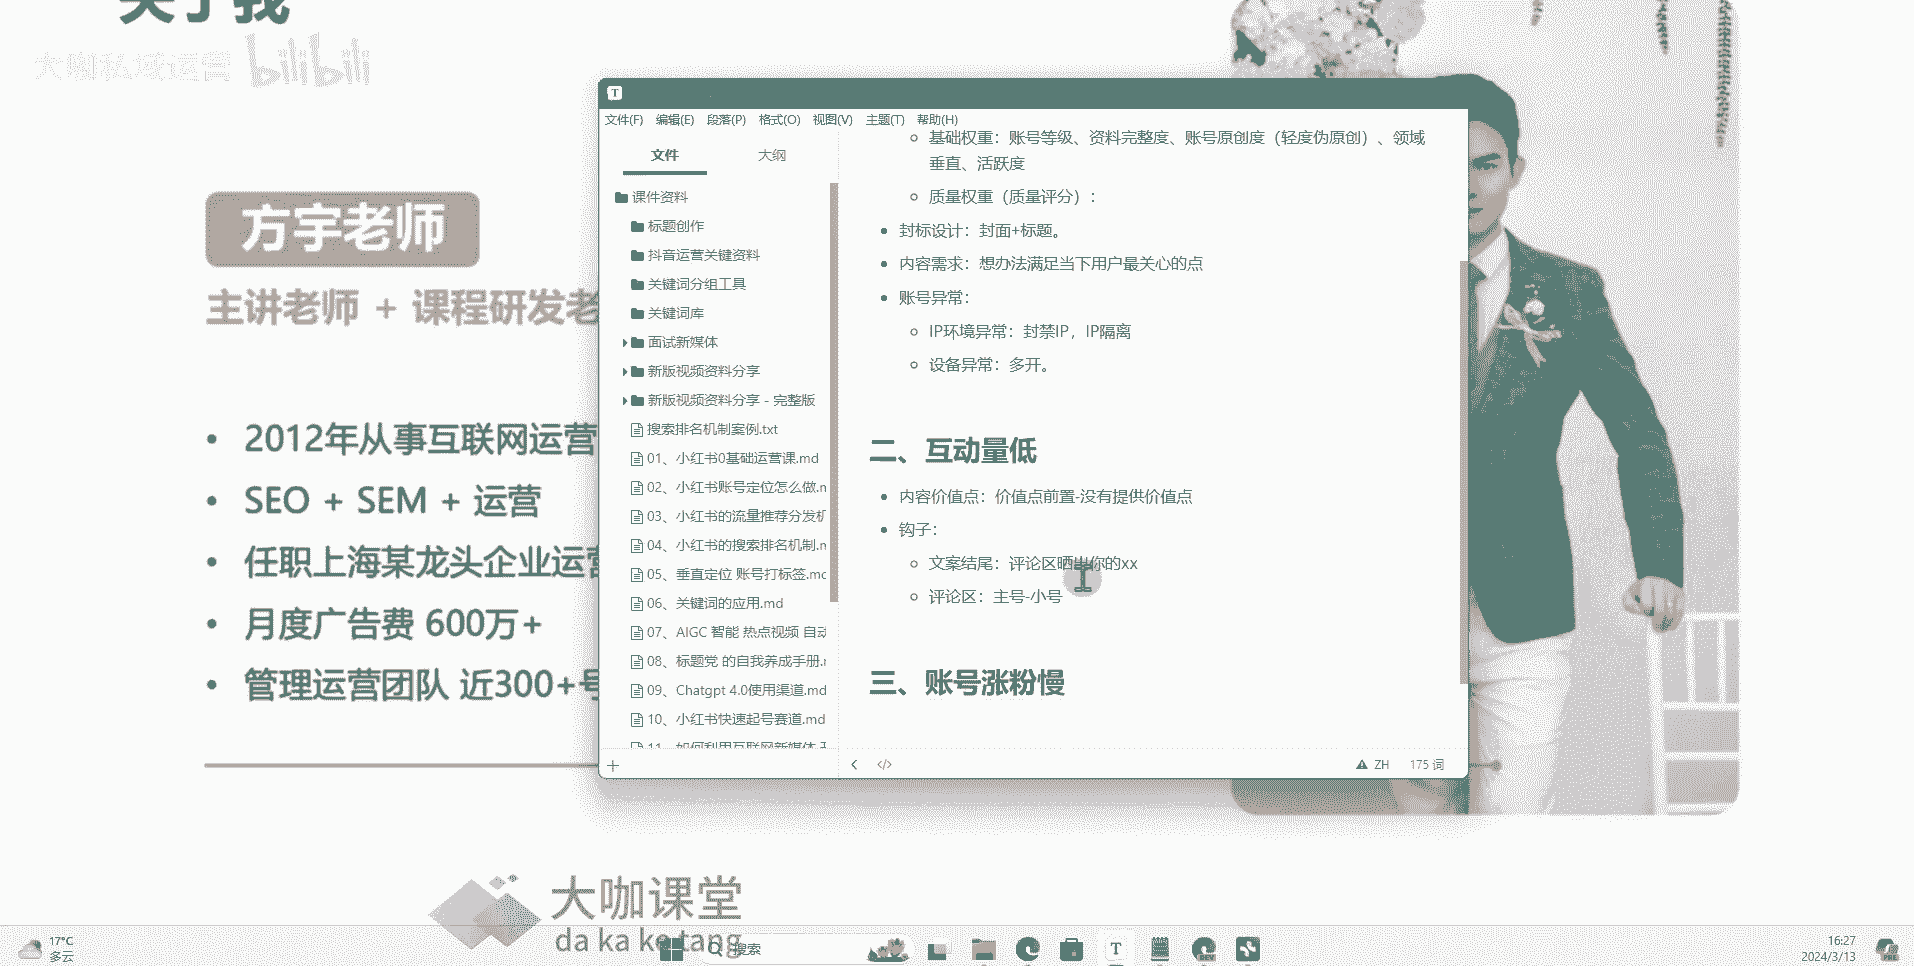 关于我
大咖私域运营 bilibili
方宇老师
主讲老师 + 课程研发老
2012年从事互联网运营
SEO + SEM + 运营
任职上海某龙头企业运营
月度广告费 600万+
管理运营团队 近300+号
T
文件(F) 编辑(E) 段落(P) 格式(O) 视图(V) 主题(T) 帮助(H)
文件 大纲
课件资料
标题创作
抖音运营关键资料
关键词分组工具
关键词库
面试新媒体
新版视频资料分享
新版视频资料分享 - 完整版
搜索排名机制案例.txt
01、小红书0基础运营课.md
02、小红书账号定位怎么做.n
03、小红书的流量推荐分发机
04、小红书的搜索排名机制.n
05、垂直定位 账号打标签.mc
06、关键词的应用.md
07、AIGC 智能 热点视频 自动
08、标题党 的自我养成手册.
09、Chatgpt 4.0使用渠道.md
10、小红书快速起号赛道.md
11、如何利用互联网新媒体
基础权重：账号等级、资料完整度、账号原创度（轻度伪原创）、领域
垂直、活跃度
质量权重（质量评分）：
封标设计：封面+标题。
内容需求：想办法满足当下用户最关心的点
账号异常：
IP环境异常：封禁IP，IP隔离
设备异常：多开。
二、互动量低
内容价值点：价值点前置-没有提供价值点
钩子：
文案结尾：评论区晒出你的xx
评论区：主号-小号
三、账号涨粉慢
ZH 175 词
大咖课堂
da ka ke tang
17°C
多云
搜索
T
DEV
16:27
2024/3/13
PRE